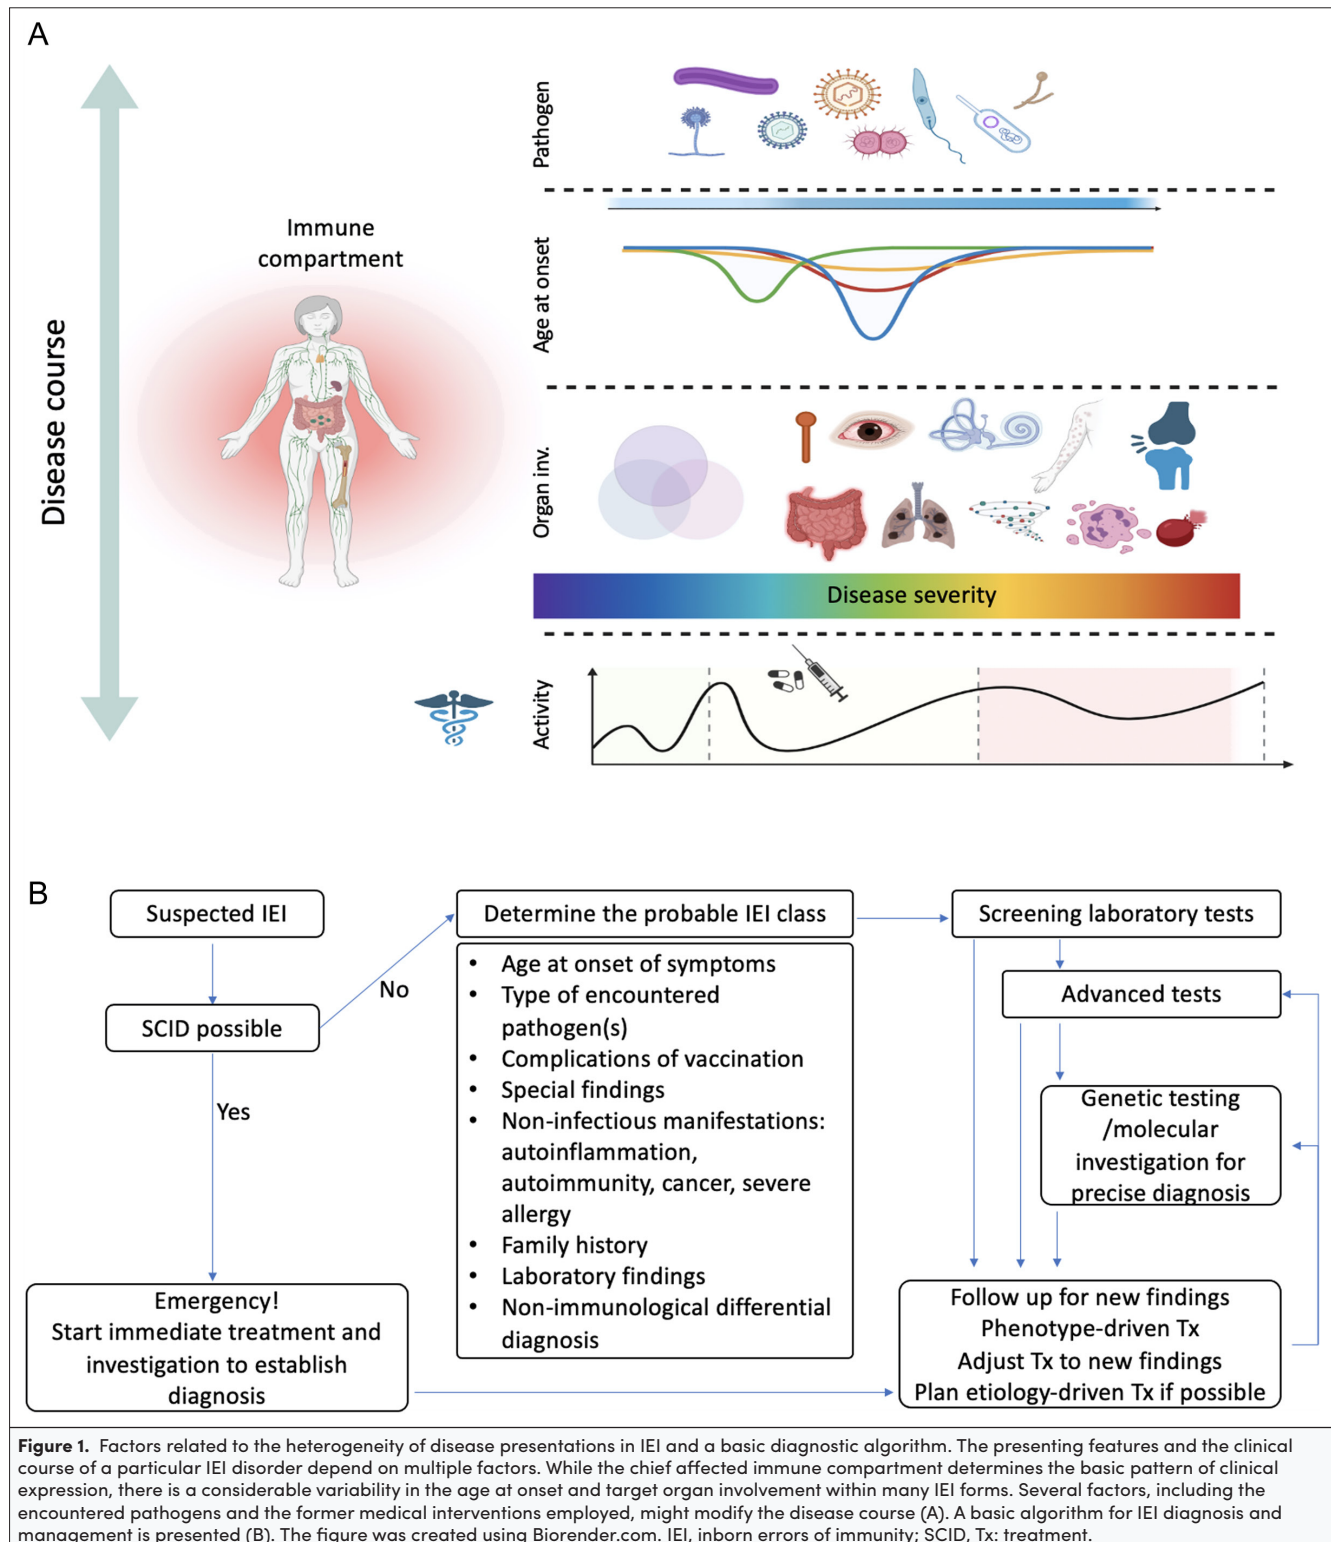 A
Disease course
Immune
compartment
Pathogen
Age at onset
Organ inv.
Disease severity
Activity
B
Suspected IEI
SCID possible
No
Yes
Emergency!
Start immediate treatment and
investigation to establish
diagnosis
Determine the probable IEI class
• Age at onset of symptoms
• Type of encountered
pathogen(s)
• Complications of vaccination
• Special findings
• Non-infectious manifestations:
autoinflammation,
autoimmunity, cancer, severe
allergy
• Family history
• Laboratory findings
• Non-immunological differential
diagnosis
Screening laboratory tests
Advanced tests
Genetic testing
/molecular
investigation for
precise diagnosis
Follow up for new findings
Phenotype-driven Tx
Adjust Tx to new findings
Plan etiology-driven Tx if possible
Figure 1. Factors related to the heterogeneity of disease presentations in IEI and a basic diagnostic algorithm. The presenting features and the clinical
course of a particular IEI disorder depend on multiple factors. While the chief affected immune compartment determines the basic pattern of clinical
expression, there is a considerable variability in the age at onset and target organ involvement within many IEI forms. Several factors, including the
encountered pathogens and the former medical interventions employed, might modify the disease course (A). A basic algorithm for IEI diagnosis and
management is presented (B). The figure was created using Biorender.com. IEI, inborn errors of immunity; SCID, Tx: treatment.